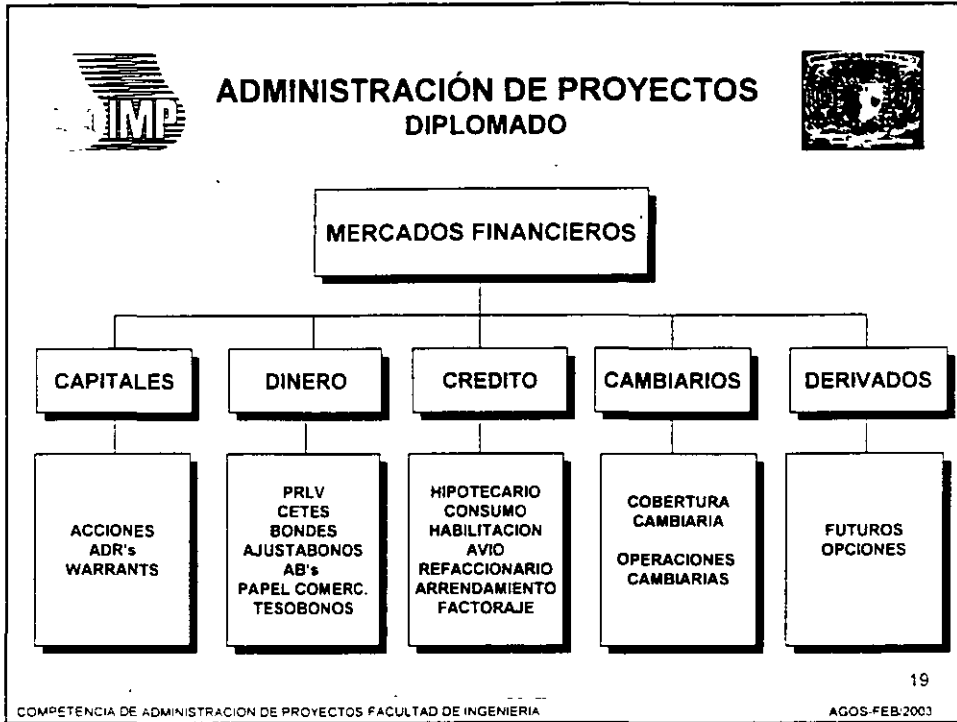 IMP
ADMINISTRACIÓN DE PROYECTOS
DIPLOMADO
MERCADOS FINANCIEROS
CAPITALES
DINERO
CREDITO
CAMBIARIOS
DERIVADOS
ACCIONES
ADR's
WARRANTS
PRLV
CETES
BONDES
AJUSTABONOS
AB's
PAPEL COMERC.
TESOBONOS
HIPOTECARIO
CONSUMO
HABILITACION
AVIO
REFACCIONARIO
ARRENDAMIENTO
FACTORAJE
COBERTURA
CAMBIARIA
OPERACIONES
CAMBIARIAS
FUTUROS
OPCIONES
19
COMPETENCIA DE ADMINISTRACION DE PROYECTOS FACULTAD DE INGENIERIA
AGOS-FEB/2003